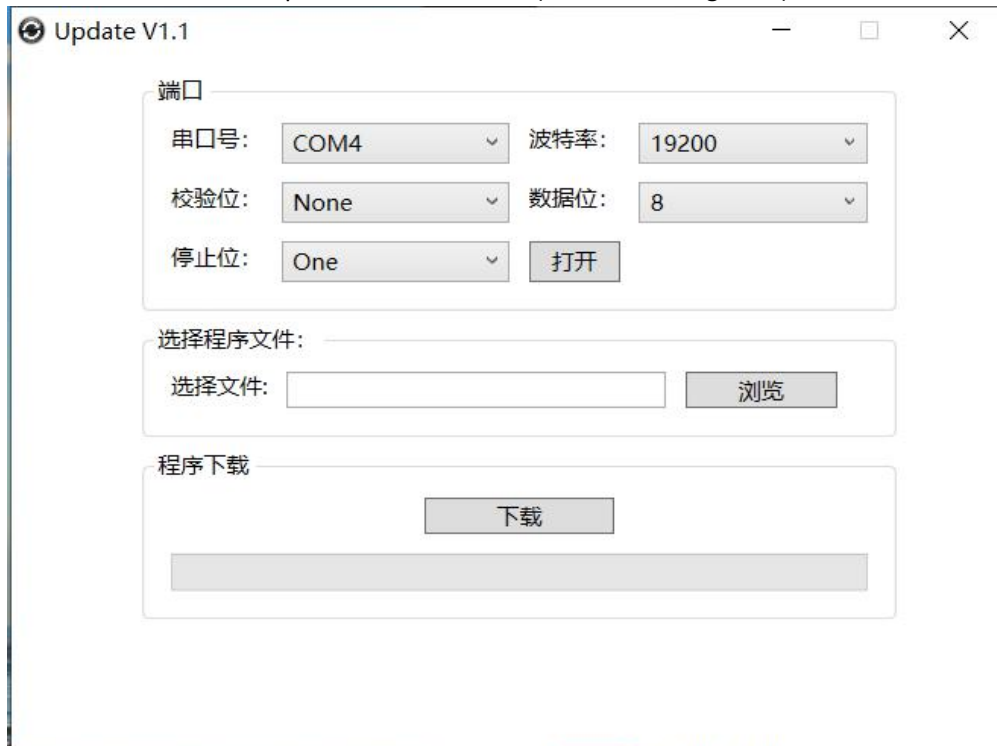 Update V1.1
端口
串口号: COM4 波特率: 19200
校验位: None 数据位: 8
停止位: One 打开
选择程序文件:
选择文件: 浏览
程序下载
下载